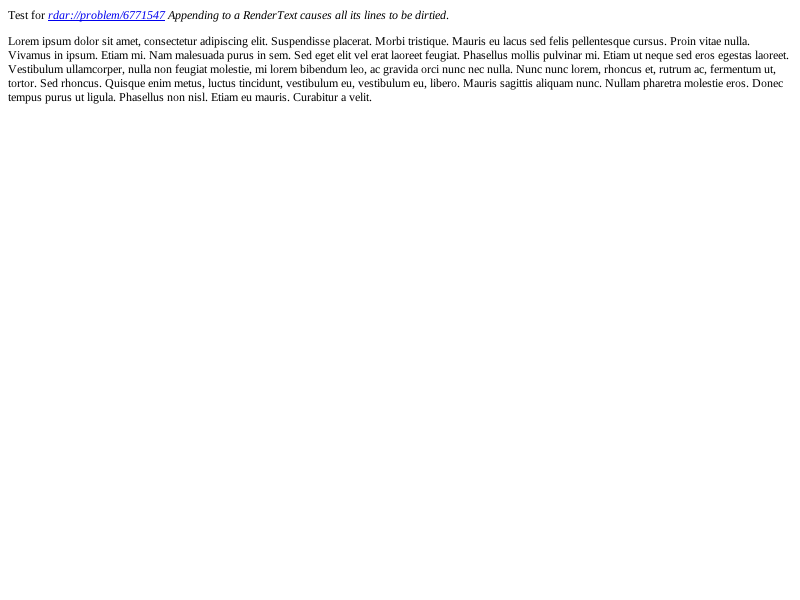 Test for rdar://problem/6771547 Appending to a RenderText causes all its lines to be dirtied.
Lorem ipsum dolor sit amet, consectetur adipiscing elit. Suspendisse placerat. Morbi tristique. Mauris eu lacus sed felis pellentesque cursus. Proin vitae nulla.
Vivamus in ipsum. Etiam mi. Nam malesuada purus in sem. Sed eget elit vel erat laoreet feugiat. Phasellus mollis pulvinar mi. Etiam ut neque sed eros egestas laoreet.
Vestibulum ullamcorper, nulla non feugiat molestie, mi lorem bibendum leo, ac gravida orci nunc nec nulla. Nunc nunc lorem, rhoncus et, rutrum ac, fermentum ut,
tortor. Sed rhoncus. Quisque enim metus, luctus tincidunt, vestibulum eu, vestibulum eu, libero. Mauris sagittis aliquam nunc. Nullam pharetra molestie eros. Donec
tempus purus ut ligula. Phasellus non nisl. Etiam eu mauris. Curabitur a velit.